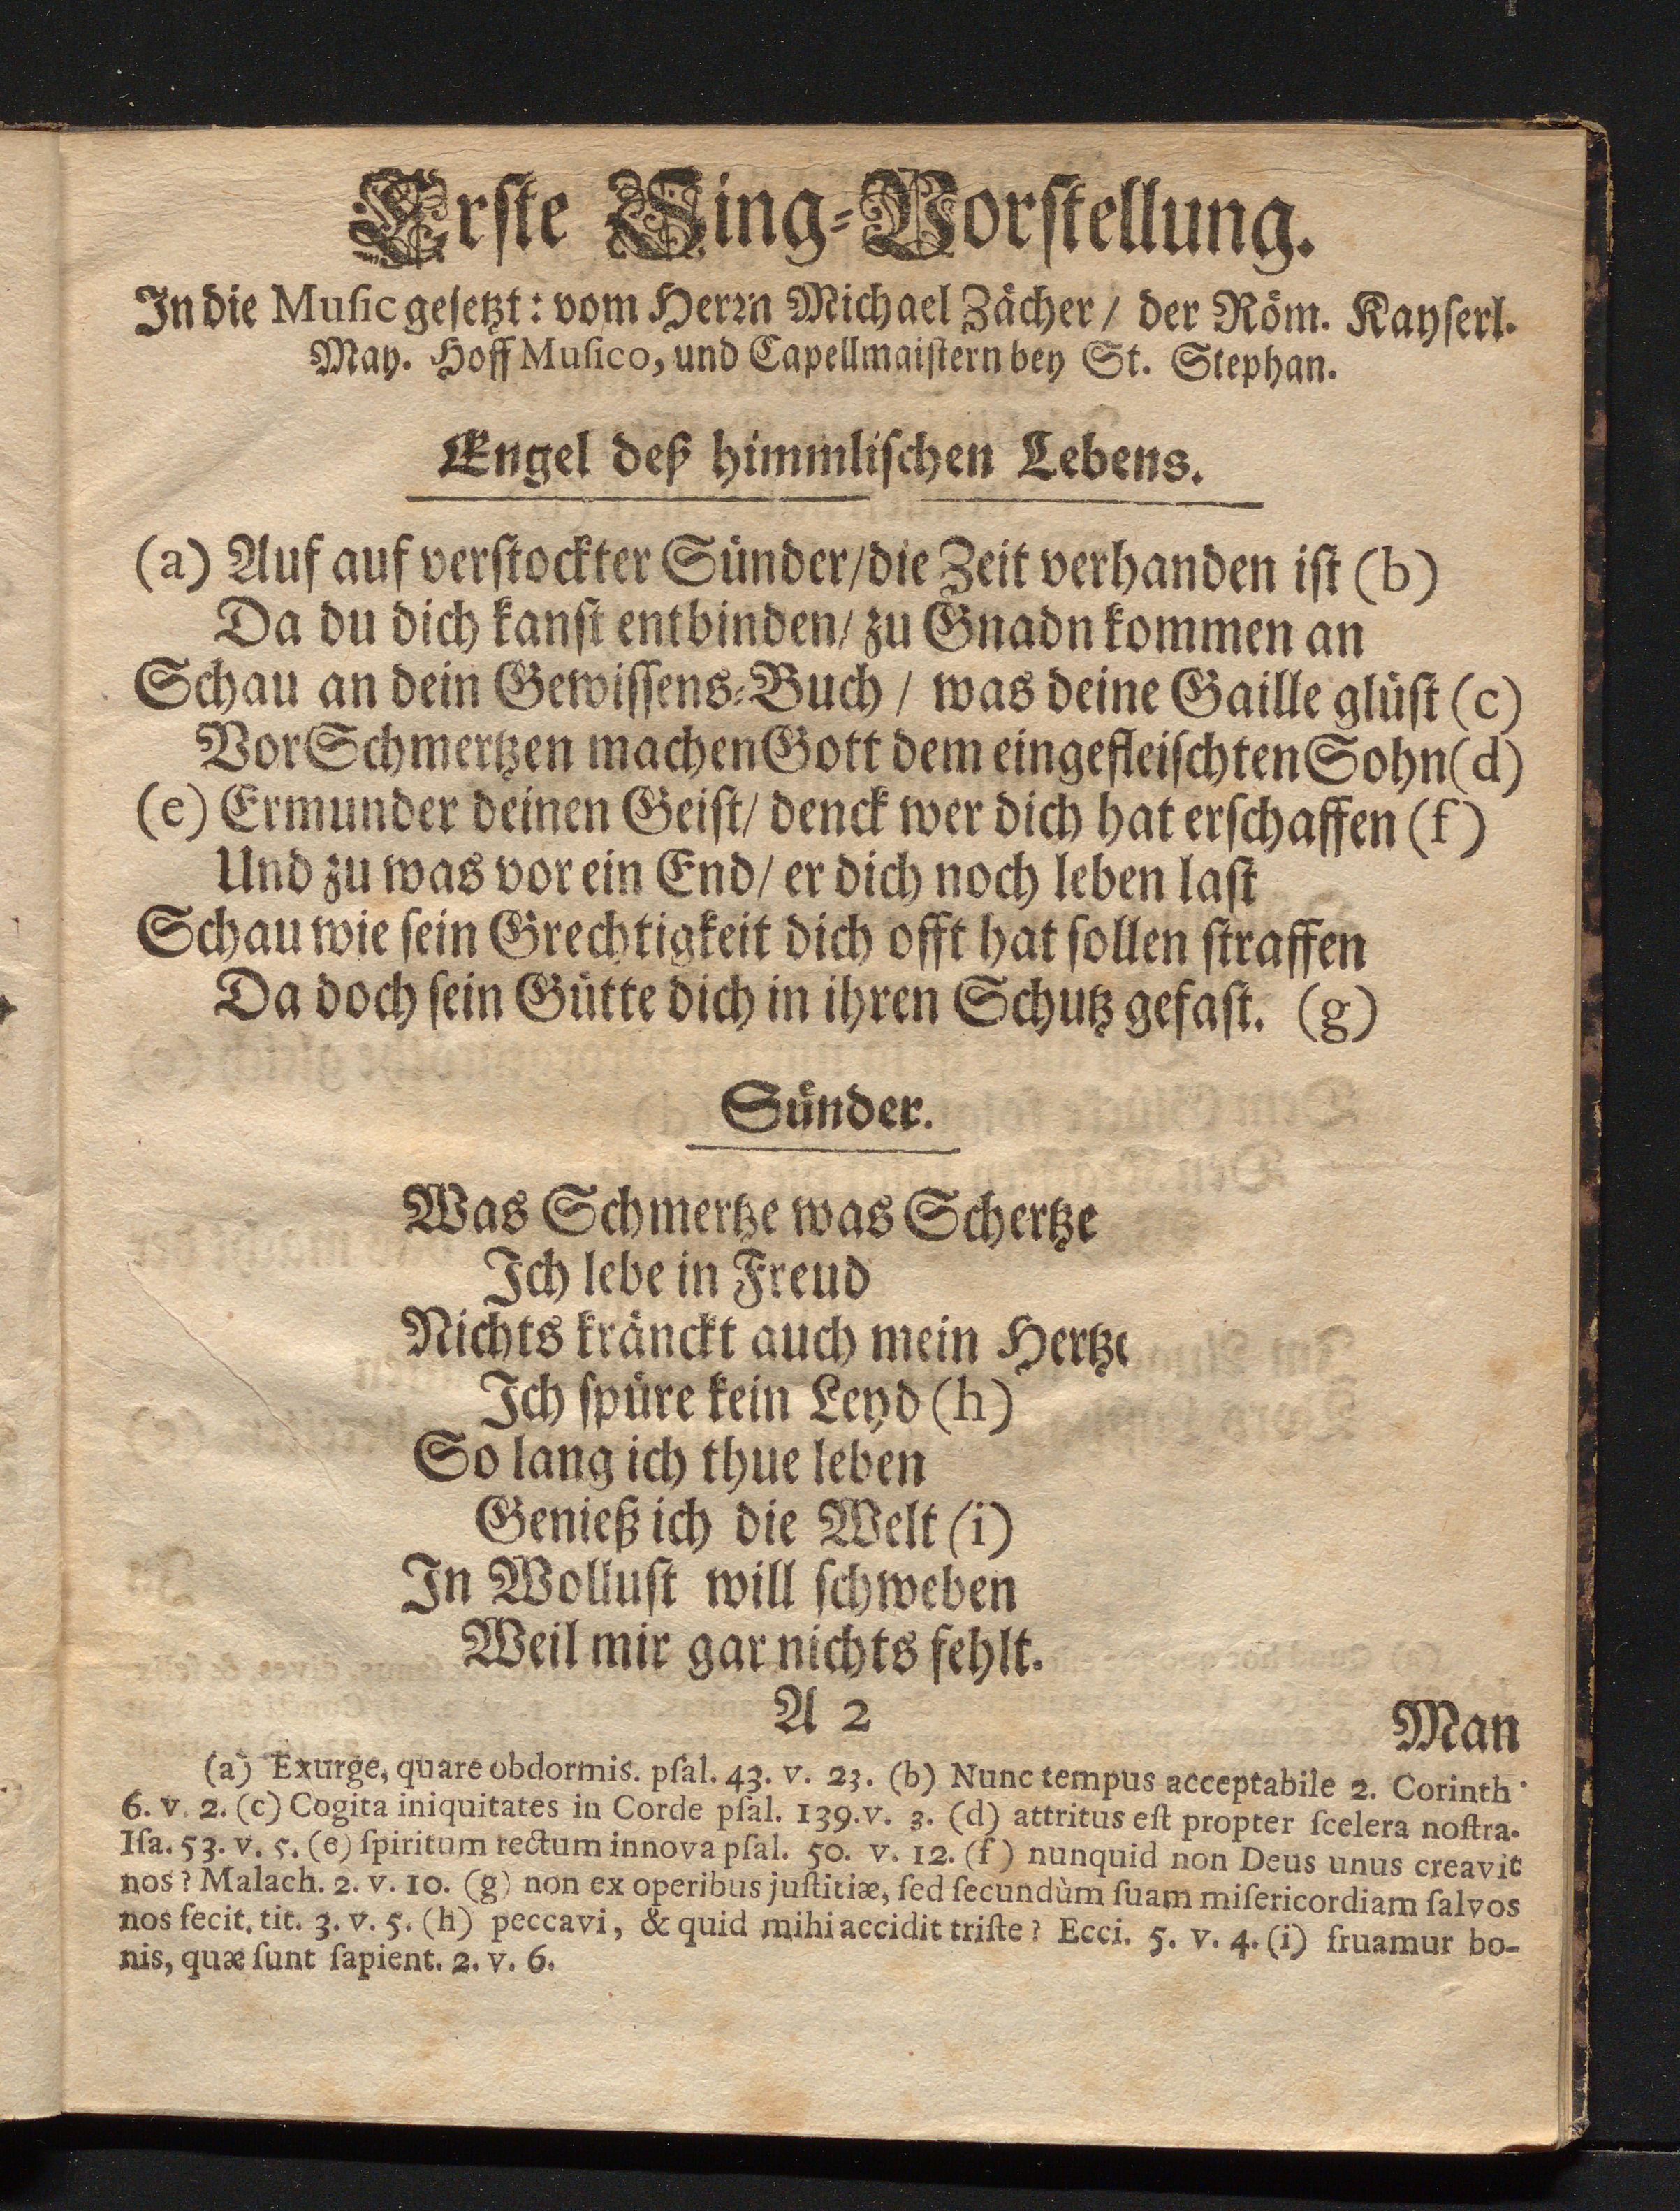 Erste Sing-Vorstellung.
In die Music gesetzt: vom Herrn Michael Zächer / der Röm. Kayserl.
May. Hoff Musico, und Capellmaistern bey St. Stephan.
Engel deß himmlischen Lebens.
(a) Auf auf verstockter Sünder/die Zeit verhanden ist (b)
Da du dich kanst entbinden/ zu Gnadn kommen an
Schau an dein Gewissens-Buch / was deine Gaille glüst (c)
Vor Schmertzen machen Gott dem eingefleischten Sohn(d)
(e) Ermunder deinen Geist/ denck wer dich hat erschaffen (f)
Und zu was vor ein End/ er dich noch leben last
Schau wie sein Grechtigkeit dich offt hat sollen straffen
Da doch sein Gütte dich in ihren Schutz gefast. (g)
Sünder.
Was Schmertze was Schertze
Ich lebe in Freud
Nichts kränckt auch mein Hertze
Ich spüre kein Leyd (h)
So lang ich thue leben
Genieß ich die Welt (i)
In Wollust will schweben
Weil mir gar nichts fehlt.
A 2
Man
(a) Exurge, quare obdormis. psal. 43. v. 23. (b) Nunc tempus acceptabile 2. Corinth.
6. v. 2. (c) Cogita iniquitates in Corde psal. 139.v. 3. (d) attritus est propter scelera nostra.
Isa. 53. v. 5. (e) spiritum rectum innova psal. 50. v. 12. (f) nunquid non Deus unus creavit
nos? Malach. 2. v. 10. (g) non ex operibus justitiæ, sed secundùm suam misericordiam salvos
nos fecit. tit. 3. v. 5. (h) peccavi, & quid mihi accidit triste? Ecci. 5. v. 4. (i) fruamur bo-
nis, quæ sunt sapient. 2. v. 6.